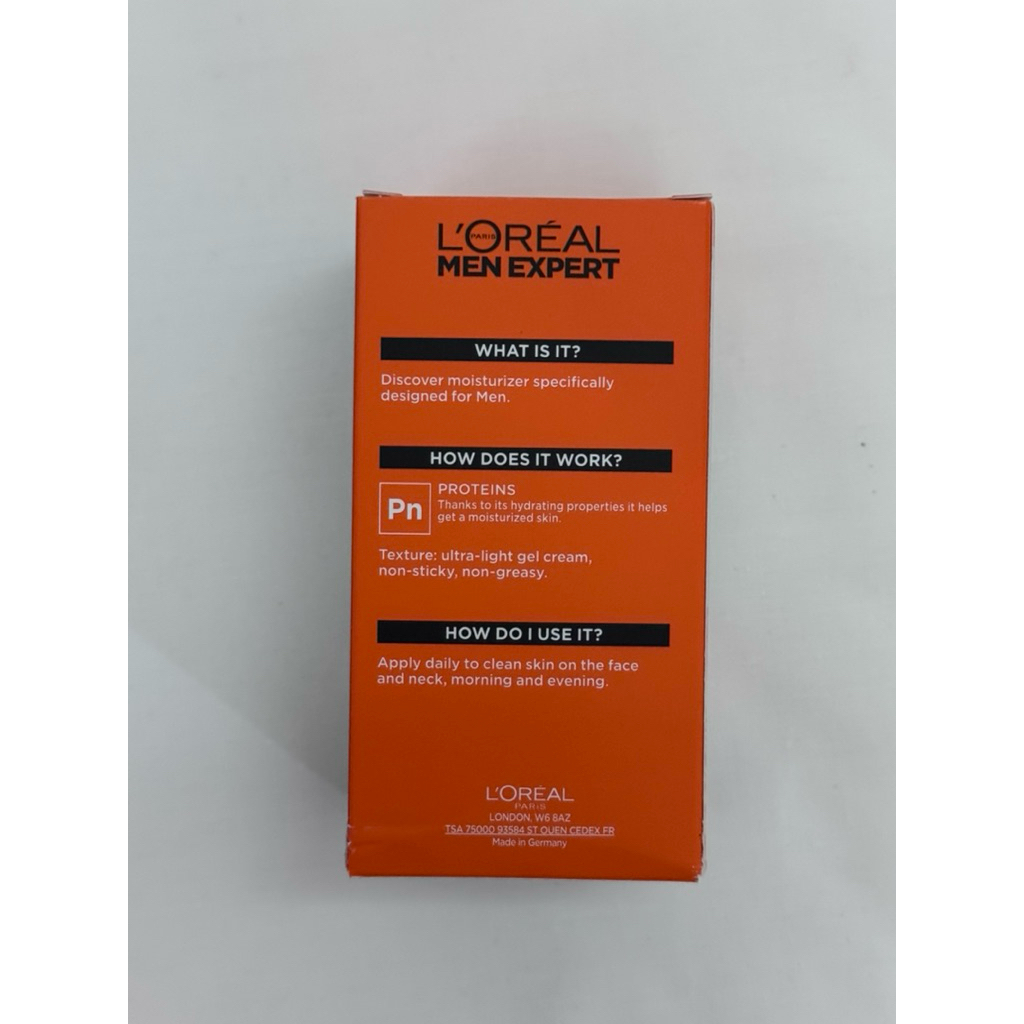 L'ORÉAL
PARIS
MEN EXPERT
WHAT IS IT?
Discover moisturizer specifically
designed for Men.
HOW DOES IT WORK?
Pn
PROTEINS
Thanks to its hydrating properties it helps
get a moisturized skin.
Texture: ultra-light gel cream,
non-sticky, non-greasy.
HOW DO I USE IT?
Apply daily to clean skin on the face
and neck, morning and evening.
L'ORÉAL
PARIS
LONDON, W6 8AZ
TSA 75000 93584 ST OUEN CEDEX FR
Made in Germany